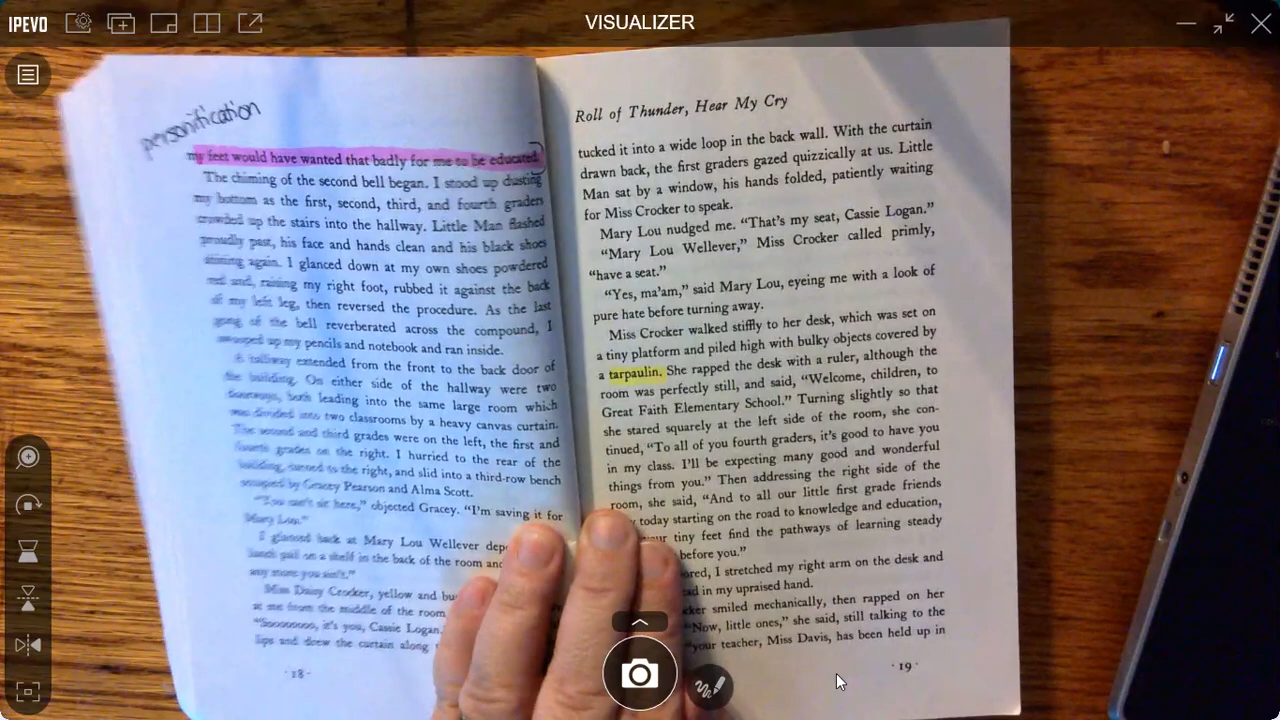 IPEVO
VISUALIZER
personification
my feet would have wanted that badly for me to be educated.
The chiming of the second bell began. I stood up dusting
my bottom as the first, second, third, and fourth graders
crowded up the stairs into the hallway. Little Man flashed
proudly past, his face and hands clean and his black shoes
shining again. I glanced down at my own shoes powdered
red and, raising my right foot, rubbed it against the back
of my left leg, then reversed the procedure. As the last
gong of the bell reverberated across the compound, I
swooped up my pencils and notebook and ran inside.
A hallway extended from the front to the back door of
the building. On either side of the hallway were two
doorways, both leading into the same large room which
was divided into two classrooms by a heavy canvas curtain.
The second and third grades were on the left, the first and
fourth grades on the right. I hurried to the rear of the
building, turned to the right, and slid into a third-row bench
occupied by Gracey Pearson and Alma Scott.
"You can't sit here," objected Gracey. "I'm saving it for
Mary Lou."
I glanced back at Mary Lou Wellever
lunch pail on a shelf in the back of the room and
any more you ain't."
Miss Daisy Crocker, yellow and
at me from the middle of the room
it's you, Cassie Logan.
lips and drew the curtain along
18
Roll of Thunder, Hear My Cry
tucked it into a wide loop in the back wall. With the curtain
drawn back, the first graders gazed quizzically at us. Little
Man sat by a window, his hands folded, patiently waiting
for Miss Crocker to speak.
Mary Lou nudged me. "That's my seat, Cassie Logan."
"Mary Lou Wellever," Miss Crocker called primly,
"have a seat."
"Yes, ma'am," said Mary Lou, eyeing me with a look of
pure hate before turning away.
Miss Crocker walked stiffly to her desk, which was set on
a tiny platform and piled high with bulky objects covered by
a tarpaulin. She rapped the desk with a ruler, although the
room was perfectly still, and said, "Welcome, children, to
Great Faith Elementary School." Turning slightly so that
she stared squarely at the left side of the room, she con-
tinued, "To all of you fourth graders, it's good to have you
in my class. I'll be expecting many good and wonderful
things from you." Then addressing the right side of the
room, she said, "And to all our little first grade friends
today starting on the road to knowledge and education,
your tiny feet find the pathways of learning steady
before you."
I stretched my right arm on the desk and
in my upraised hand.
smiled mechanically, then rapped on her
"Now, little ones," she said, still talking to the
"your teacher, Miss Davis, has been held up in
19